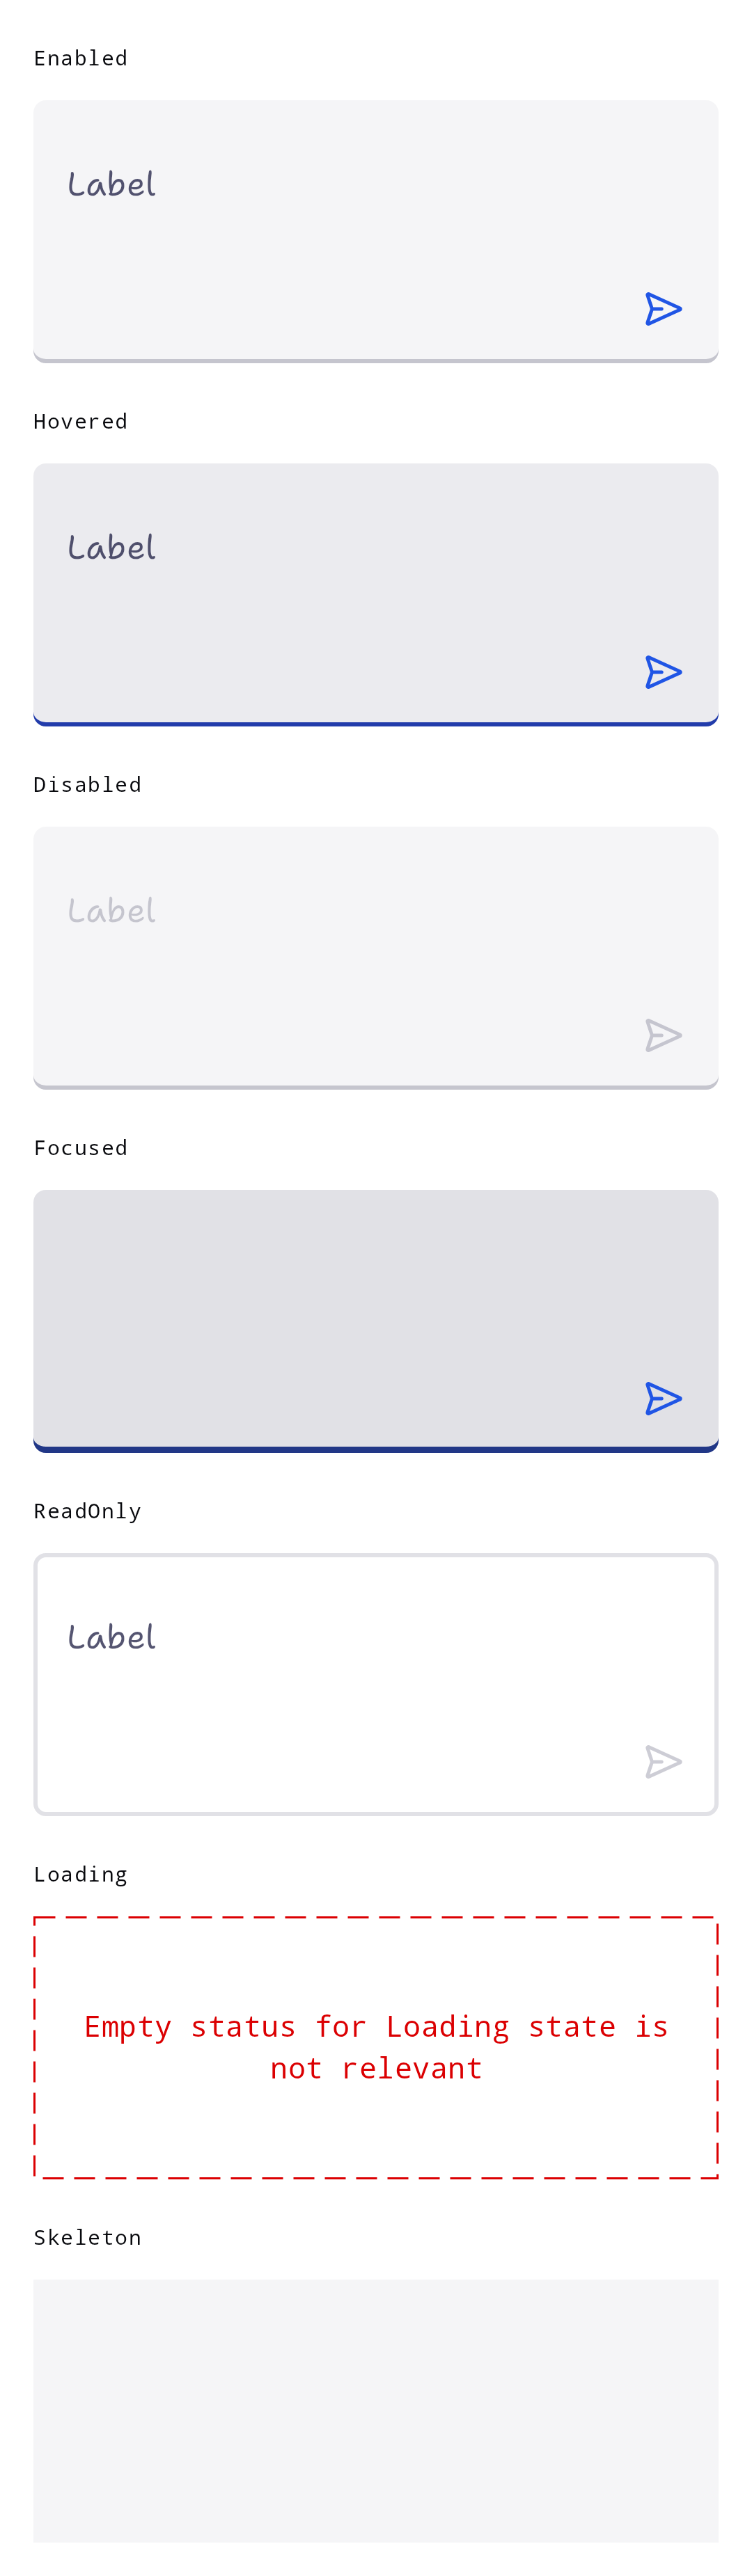 Enabled
Label
Hovered
Label
Disabled
Label
Focused
ReadOnly
Label
Loading
Empty status for Loading state is
not relevant
Skeleton